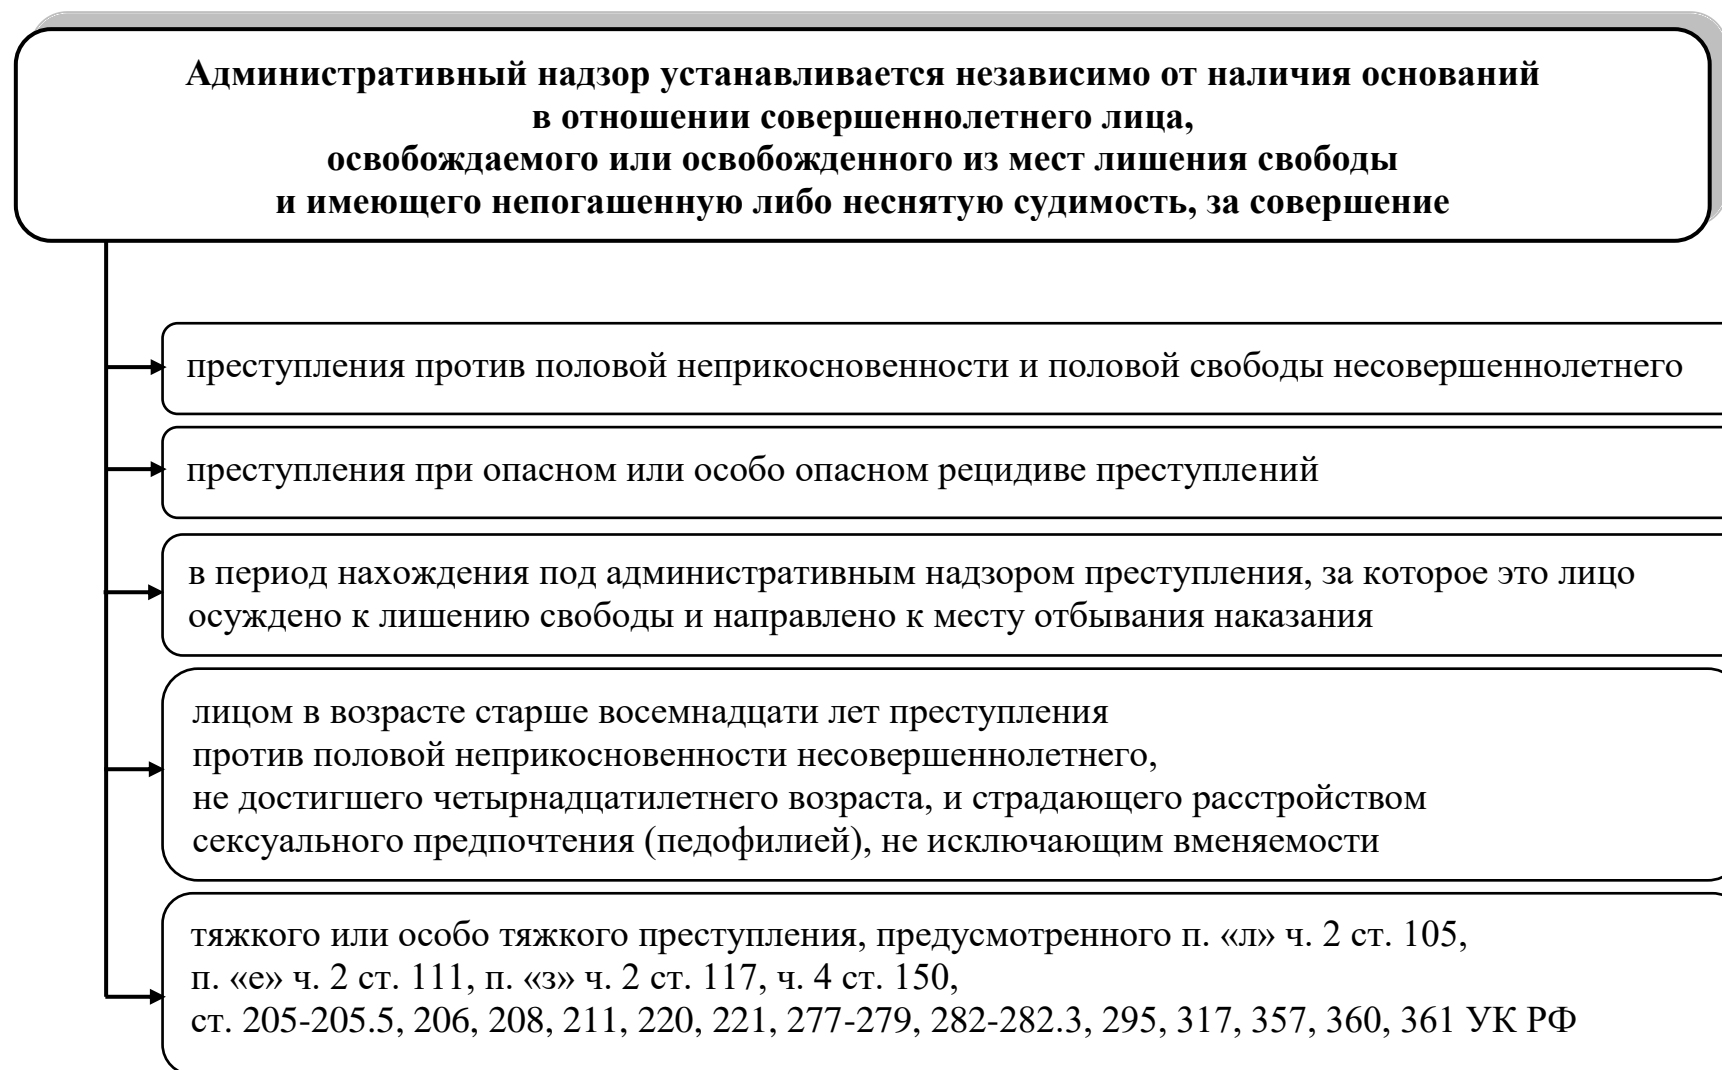 Административный надзор устанавливается независимо от наличия оснований
в отношении совершеннолетнего лица,
освобождаемого или освобожденного из мест лишения свободы
и имеющего непогашенную либо неснятую судимость, за совершение
преступления против половой неприкосновенности и половой свободы несовершеннолетнего
преступления при опасном или особо опасном рецидиве преступлений
в период нахождения под административным надзором преступления, за которое это лицо
осуждено к лишению свободы и направлено к месту отбывания наказания
лицом в возрасте старше восемнадцати лет преступления
против половой неприкосновенности несовершеннолетнего,
не достигшего четырнадцатилетнего возраста, и страдающего расстройством
сексуального предпочтения (педофилией), не исключающим вменяемости
тяжкого или особо тяжкого преступления, предусмотренного п. «л» ч. 2 ст. 105,
п. «е» ч. 2 ст. 111, п. «з» ч. 2 ст. 117, ч. 4 ст. 150,
ст. 205-205.5, 206, 208, 211, 220, 221, 277-279, 282-282.3, 295, 317, 357, 360, 361 УК РФ